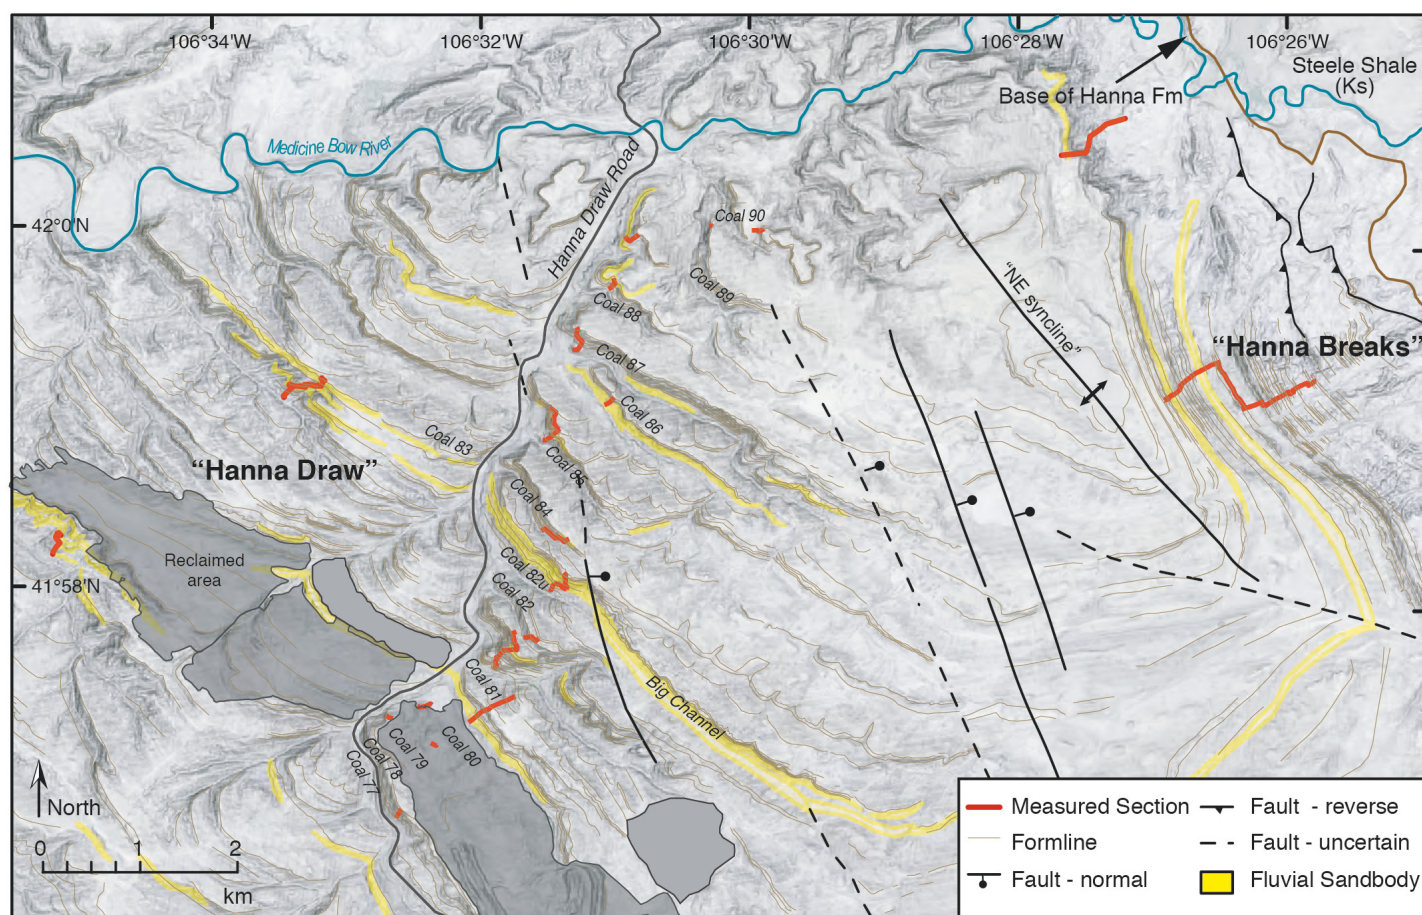 106°34'W
106°32'W
106°30'W
106°28'W
106°26'W
Steele Shale
(Ks)
Base of Hanna Fm
Medicine Bow River
Hanna Draw Road
42°0'N
Coal 90
Coal 89
Coal 88
"NE syncline"
"Hanna Breaks"
Coal 87
Coal 86
Coal 83
"Hanna Draw"
Coal 85
Coal 84
Reclaimed
area
41°58'N
Coal 82u
Coal 82
Coal 81
Big Channel
Coal 80
Coal 79
Coal 78
Coal 77
North
0 1 2
km
Measured Section
Formline
Fault - normal
Fault - reverse
Fault - uncertain
Fluvial Sandbody